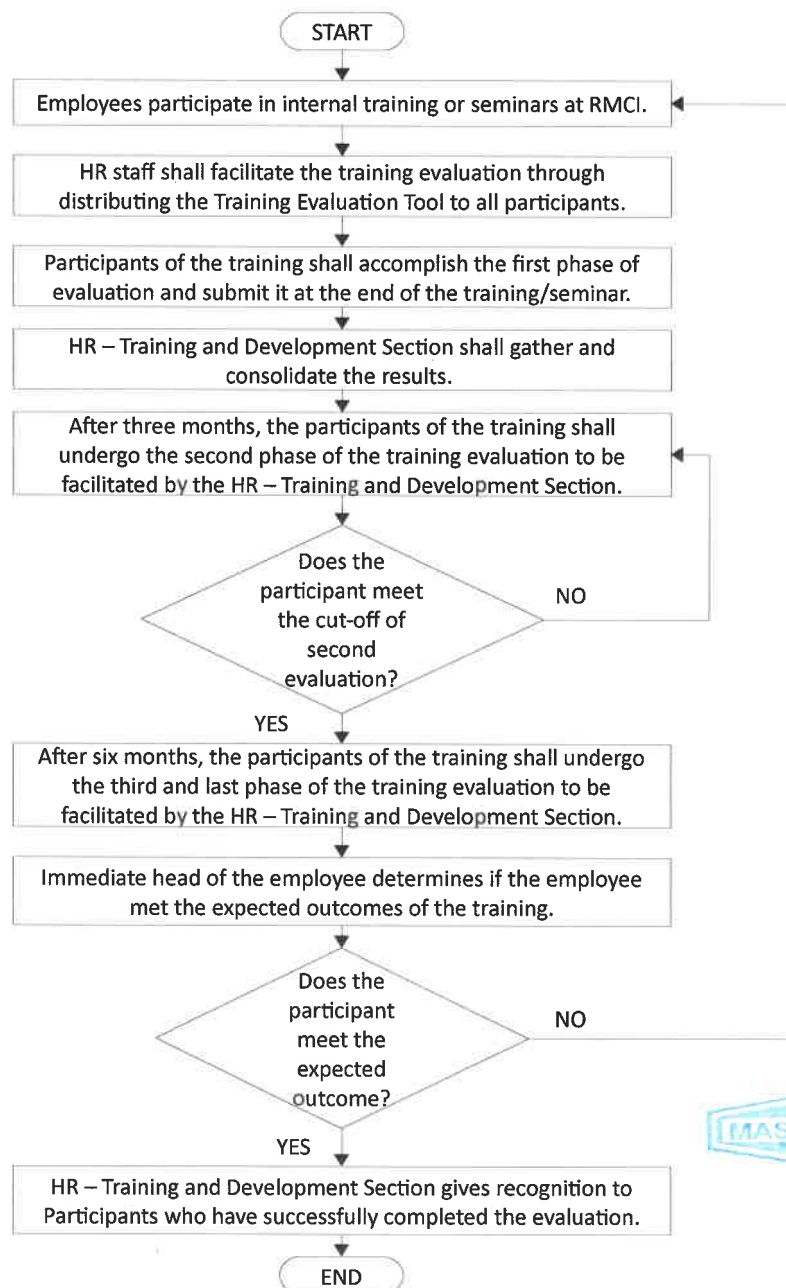 START
Employees participate in internal training or seminars at RMCI.
HR staff shall facilitate the training evaluation through
distributing the Training Evaluation Tool to all participants.
Participants of the training shall accomplish the first phase of
evaluation and submit it at the end of the training/seminar.
HR – Training and Development Section shall gather and
consolidate the results.
After three months, the participants of the training shall
undergo the second phase of the training evaluation to be
facilitated by the HR – Training and Development Section.
Does the
participant meet
the cut-off of
second
evaluation?
NO
YES
After six months, the participants of the training shall undergo
the third and last phase of the training evaluation to be
facilitated by the HR – Training and Development Section.
Immediate head of the employee determines if the employee
met the expected outcomes of the training.
Does the
participant
meet the
expected
outcome?
NO
MAS
YES
HR – Training and Development Section gives recognition to
Participants who have successfully completed the evaluation.
END